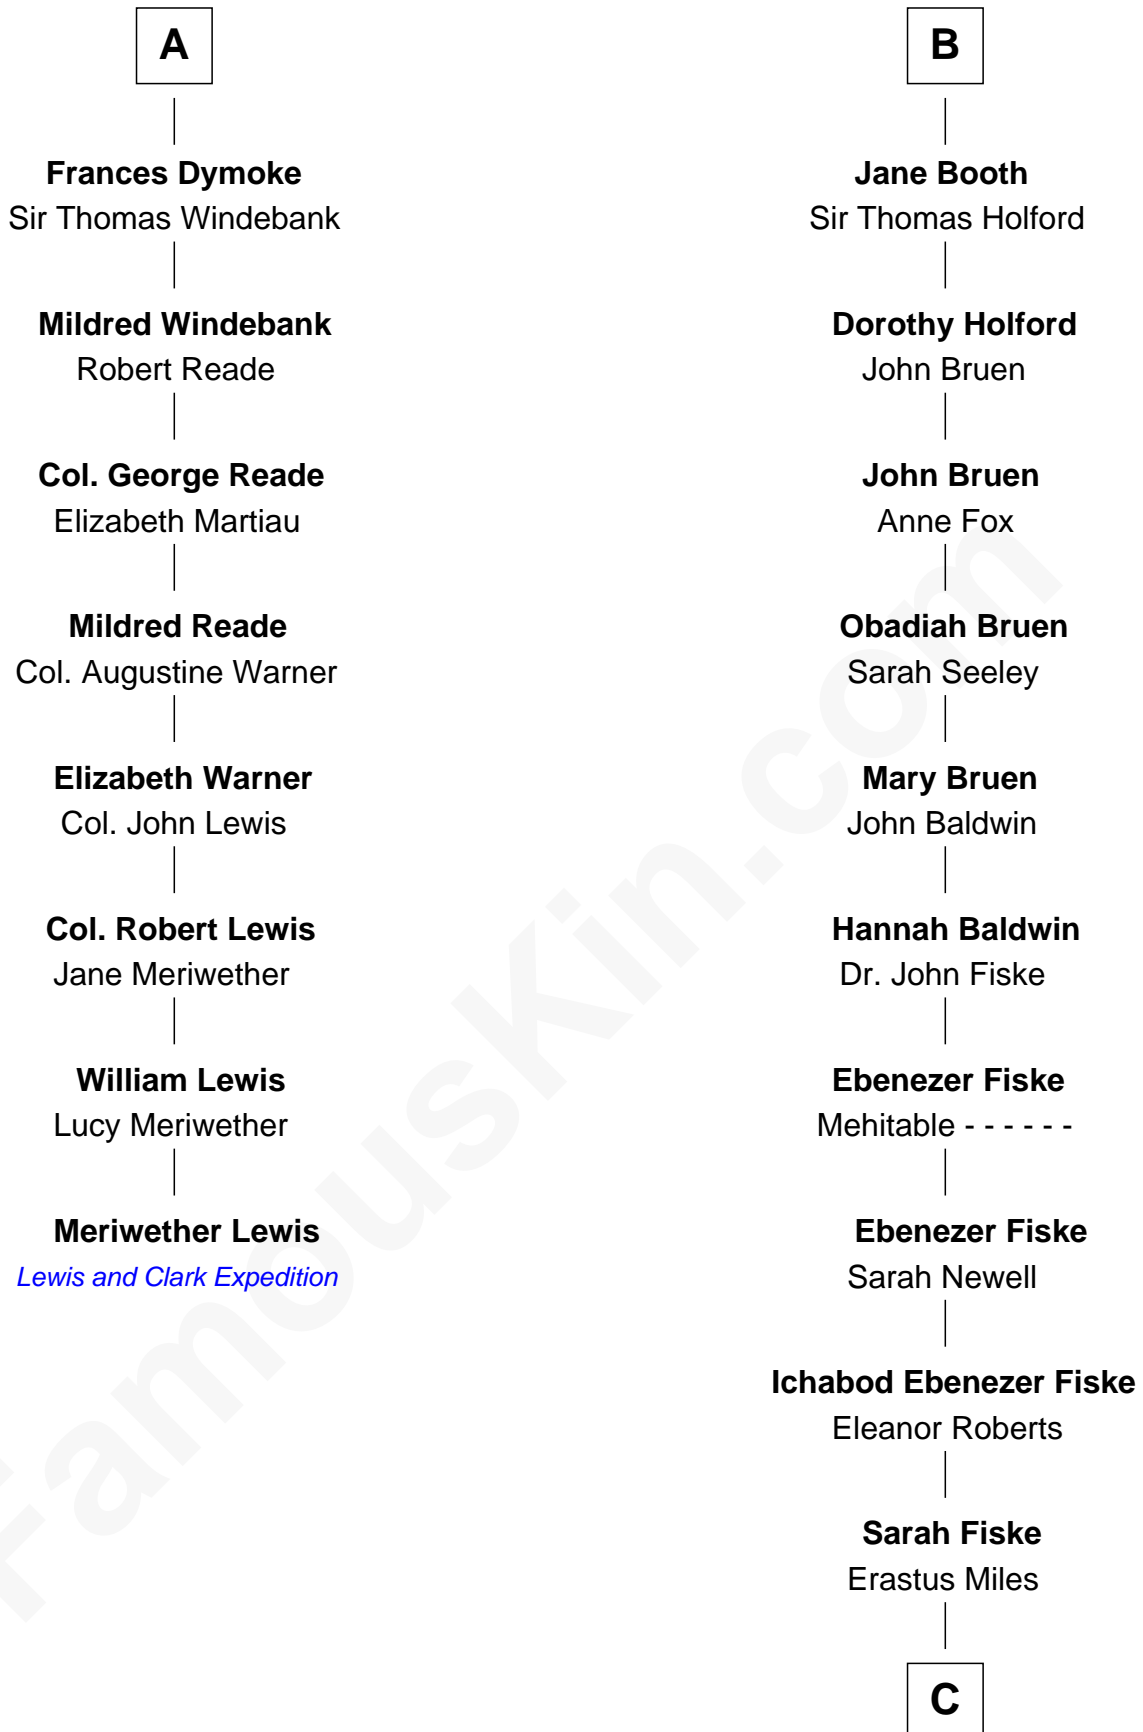 A
Frances Dymoke
Sir Thomas Windebank
Mildred Windebank
Robert Reade
Col. George Reade
Elizabeth Martiau
Mildred Reade
Col. Augustine Warner
Elizabeth Warner
Col. John Lewis
Col. Robert Lewis
Jane Meriwether
William Lewis
Lucy Meriwether
Meriwether Lewis
Lewis and Clark Expedition
B
Jane Booth
Sir Thomas Holford
Dorothy Holford
John Bruen
John Bruen
Anne Fox
Obadiah Bruen
Sarah Seeley
Mary Bruen
John Baldwin
Hannah Baldwin
Dr. John Fiske
Ebenezer Fiske
Mehitable - - - - - -
Ebenezer Fiske
Sarah Newell
Ichabod Ebenezer Fiske
Eleanor Roberts
Sarah Fiske
Erastus Miles
C
FamousKin.com